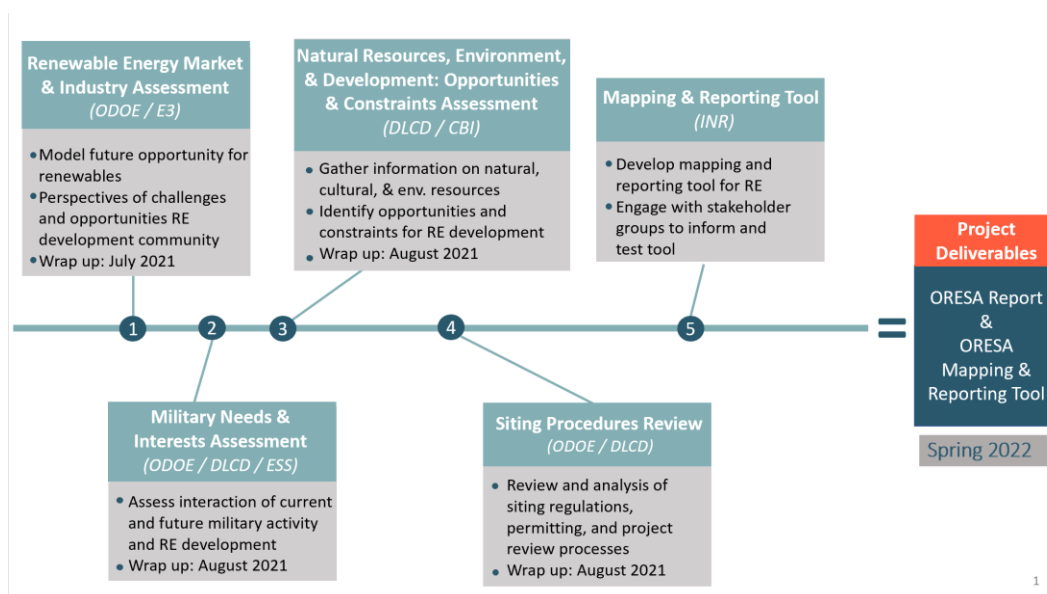 Renewable Energy Market
& Industry Assessment
(ODOE / E3)
• Model future opportunity for
renewables
• Perspectives of challenges
and opportunities RE
development community
• Wrap up: July 2021
Natural Resources, Environment,
& Development: Opportunities
& Constraints Assessment
(DLCD / CBI)
• Gather information on natural,
cultural, & env. resources
• Identify opportunities and
constraints for RE development
• Wrap up: August 2021
Mapping & Reporting Tool
(INR)
• Develop mapping and
reporting tool for RE
• Engage with stakeholder
groups to inform and
test tool
1
2
3
4
5
=
Project
Deliverables
ORESA Report
&
ORESA
Mapping &
Reporting Tool
Spring 2022
Military Needs &
Interests Assessment
(ODOE / DLCD / ESS)
• Assess interaction of current
and future military activity
and RE development
• Wrap up: August 2021
Siting Procedures Review
(ODOE / DLCD)
• Review and analysis of
siting regulations,
permitting, and project
review processes
• Wrap up: August 2021
1